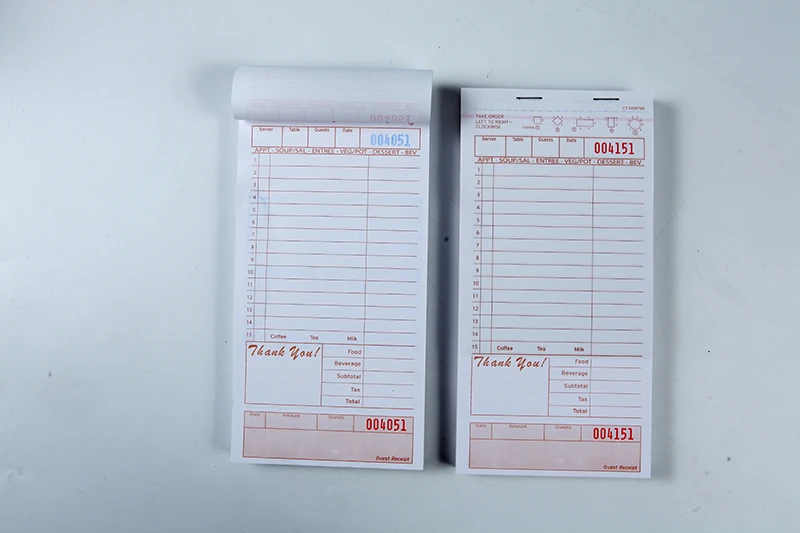 Server Table Guests Date 004051
APPT - SOUP/SAL - ENTREE - VEG/POT - DESSERT - BEV
1
2
3
4
5
6
7
8
9
10
11
12
13
14
15
Coffee Tea Milk
Thank You!
Food
Beverage
Subtotal
Tax
Total
Date Amount Guests 004051
Guest Receipt
TAKE ORDER
LEFT TO RIGHT—
CLOCKWISE
Server Table Guests Date 004151
APPT - SOUP/SAL - ENTREE - VEG/POT - DESSERT - BEV
1
2
3
4
5
6
7
8
9
10
11
12
13
14
15
Coffee Tea Milk
Thank You!
Food
Beverage
Subtotal
Tax
Total
Date Amount Guests 004151
Guest Receipt